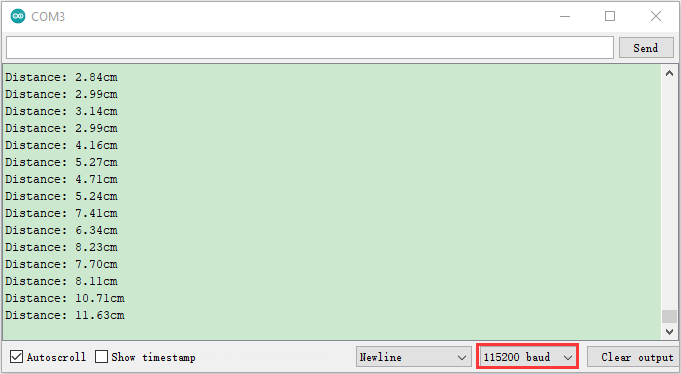 COM3
Send
Distance: 2.84cm
Distance: 2.99cm
Distance: 3.14cm
Distance: 2.99cm
Distance: 4.16cm
Distance: 5.27cm
Distance: 4.71cm
Distance: 5.24cm
Distance: 7.41cm
Distance: 6.34cm
Distance: 8.23cm
Distance: 7.70cm
Distance: 8.11cm
Distance: 10.71cm
Distance: 11.63cm
Autoscroll Show timestamp Newline 115200 baud Clear output